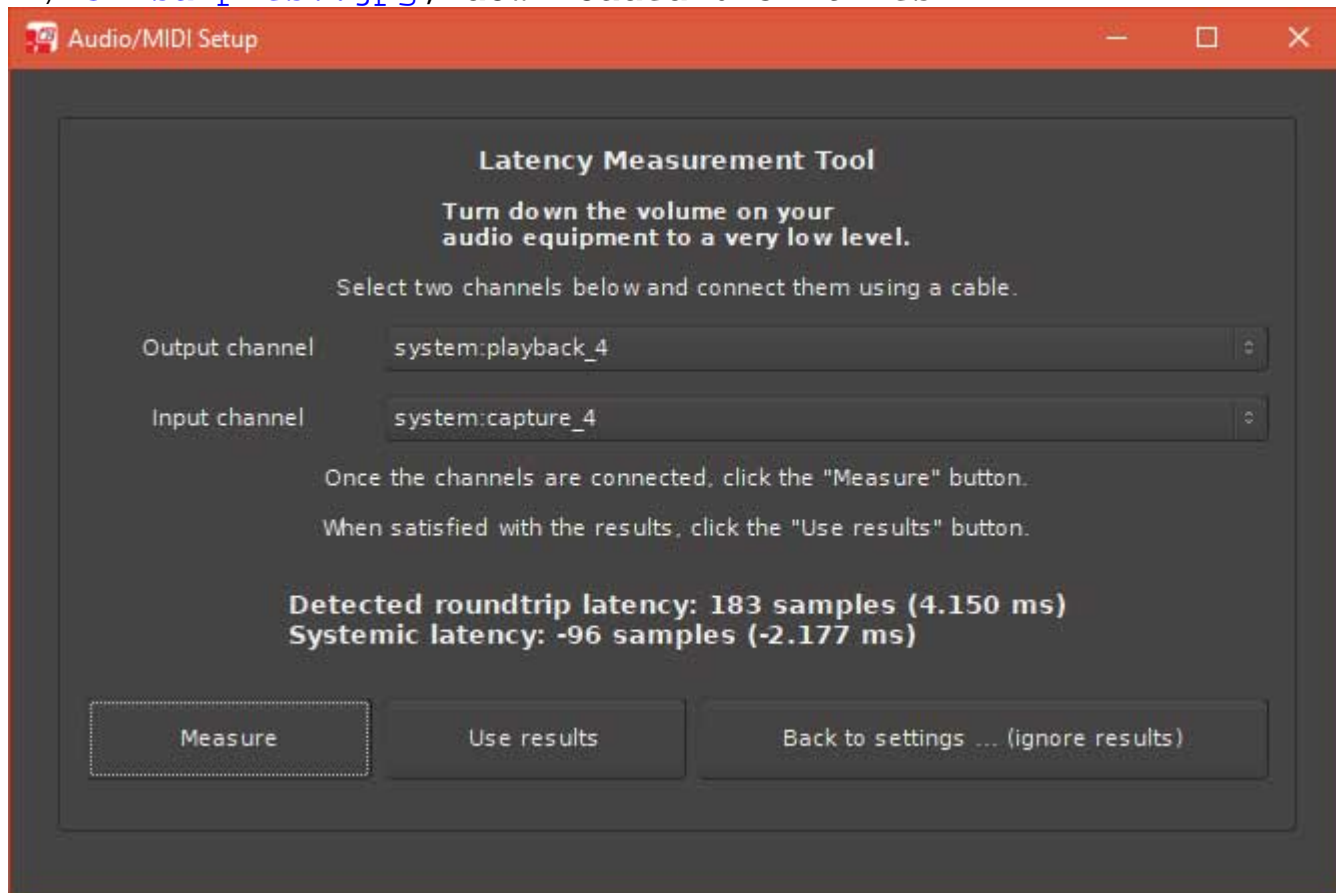 Audio/MIDI Setup
Latency Measurement Tool
Turn down the volume on your
audio equipment to a very low level.
Select two channels below and connect them using a cable.
Output channel system:playback_4
Input channel system:capture_4
Once the channels are connected, click the "Measure" button.
When satisfied with the results, click the "Use results" button.
Detected roundtrip latency: 183 samples (4.150 ms)
Systemic latency: -96 samples (-2.177 ms)
Measure Use results Back to settings ... (ignore results)